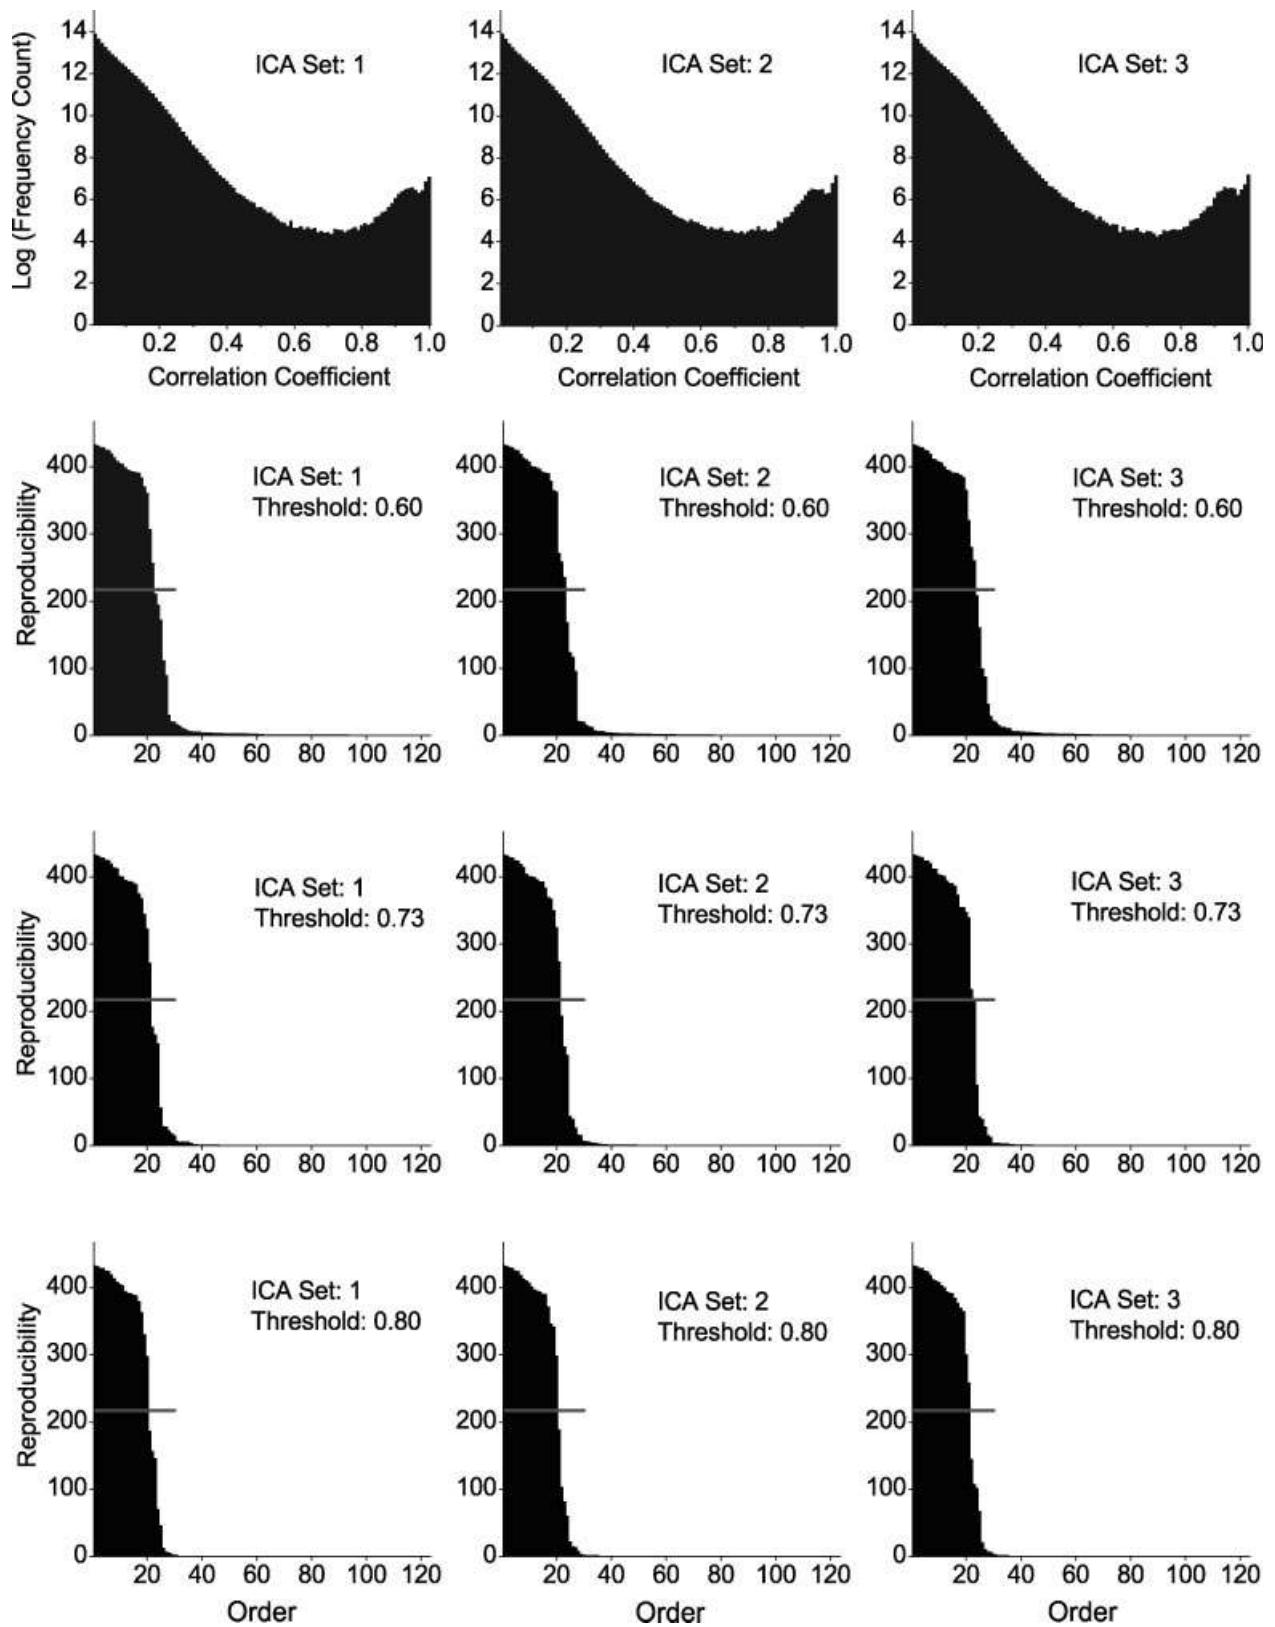 Log (Frequency Count)
14
12
10
8
6
4
2
0
ICA Set: 1
0.2 0.4 0.6 0.8 1.0
Correlation Coefficient
14
12
10
8
6
4
2
0
ICA Set: 2
0.2 0.4 0.6 0.8 1.0
Correlation Coefficient
14
12
10
8
6
4
2
0
ICA Set: 3
0.2 0.4 0.6 0.8 1.0
Correlation Coefficient
Reproducibility
400
300
200
100
0
ICA Set: 1
Threshold: 0.60
20 40 60 80 100 120
400
300
200
100
0
ICA Set: 2
Threshold: 0.60
20 40 60 80 100 120
400
300
200
100
0
ICA Set: 3
Threshold: 0.60
20 40 60 80 100 120
Reproducibility
400
300
200
100
0
ICA Set: 1
Threshold: 0.73
20 40 60 80 100 120
400
300
200
100
0
ICA Set: 2
Threshold: 0.73
20 40 60 80 100 120
400
300
200
100
0
ICA Set: 3
Threshold: 0.73
20 40 60 80 100 120
Reproducibility
400
300
200
100
0
ICA Set: 1
Threshold: 0.80
20 40 60 80 100 120
Order
400
300
200
100
0
ICA Set: 2
Threshold: 0.80
20 40 60 80 100 120
Order
400
300
200
100
0
ICA Set: 3
Threshold: 0.80
20 40 60 80 100 120
Order